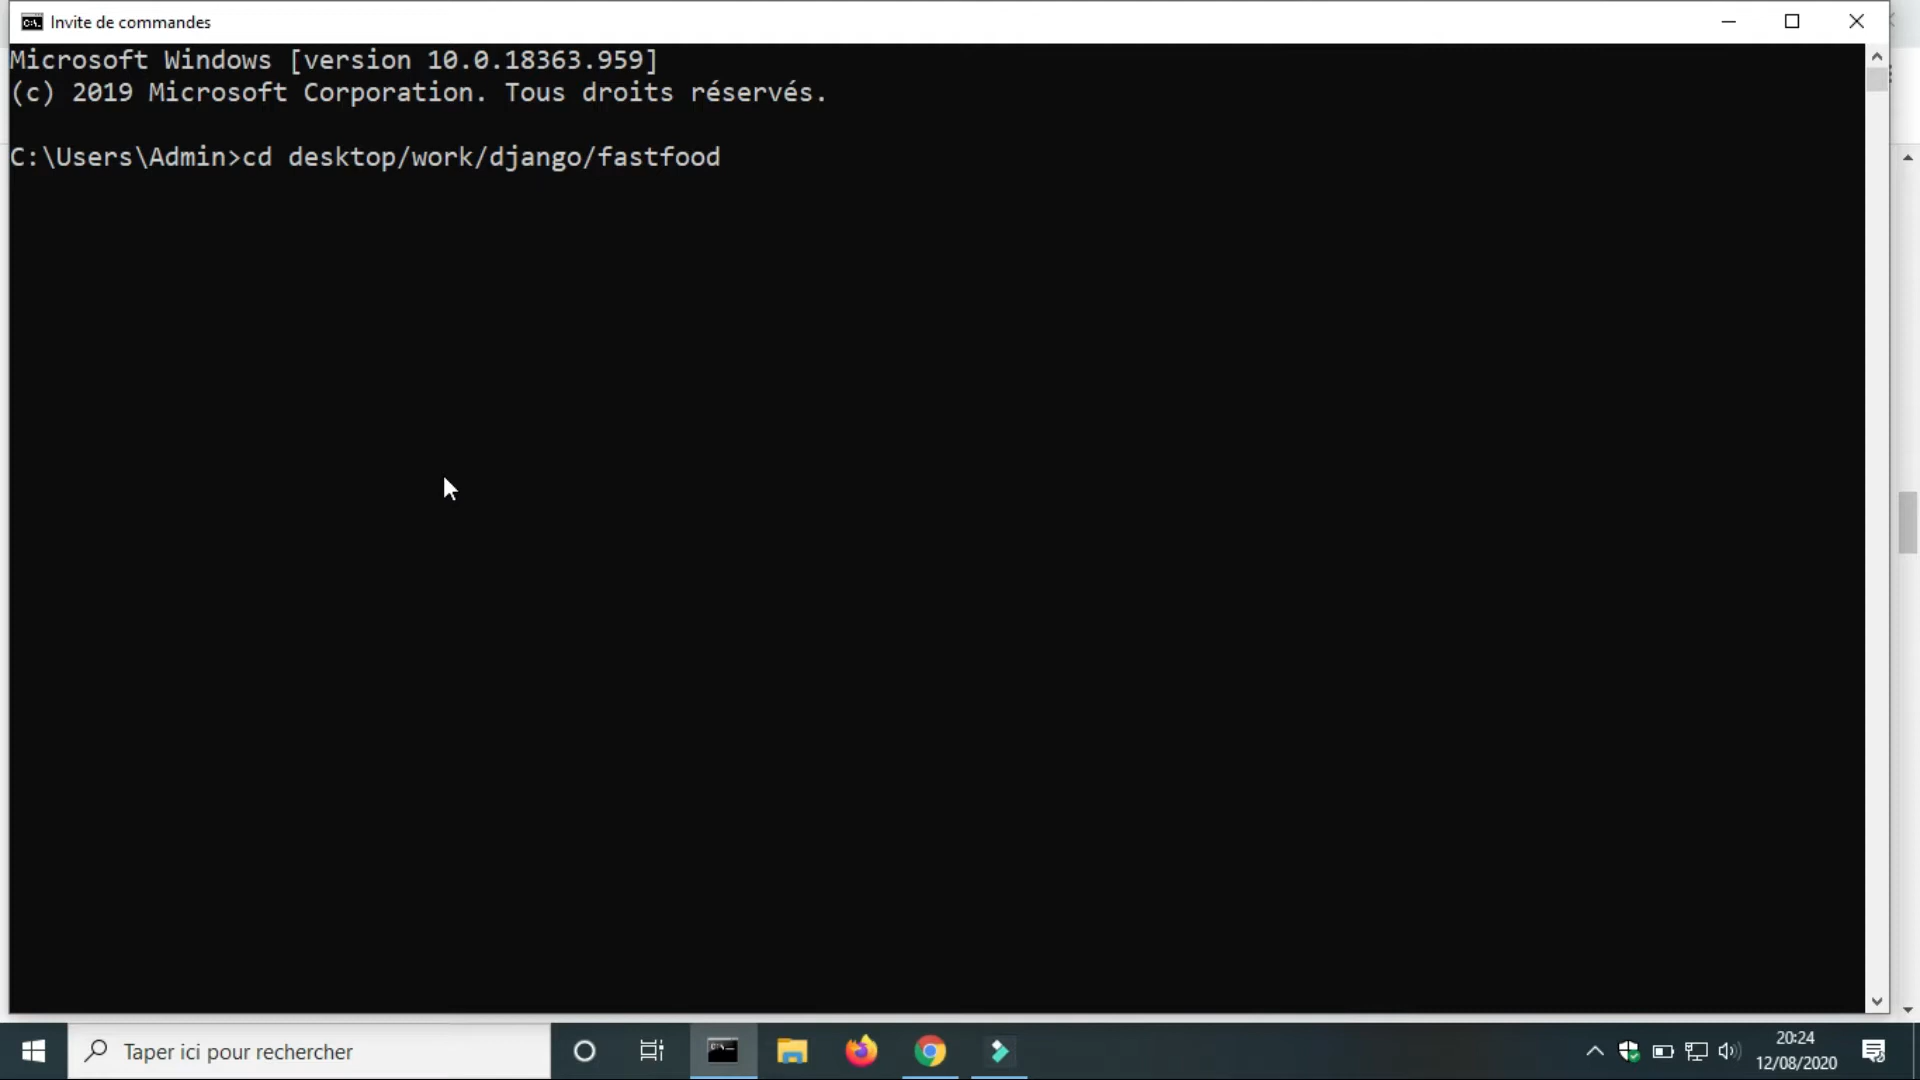 Invite de commandes
Microsoft Windows [version 10.0.18363.959]
(c) 2019 Microsoft Corporation. Tous droits réservés.
C:\Users\Admin>cd desktop/work/django/fastfood
Taper ici pour rechercher
20:24
12/08/2020